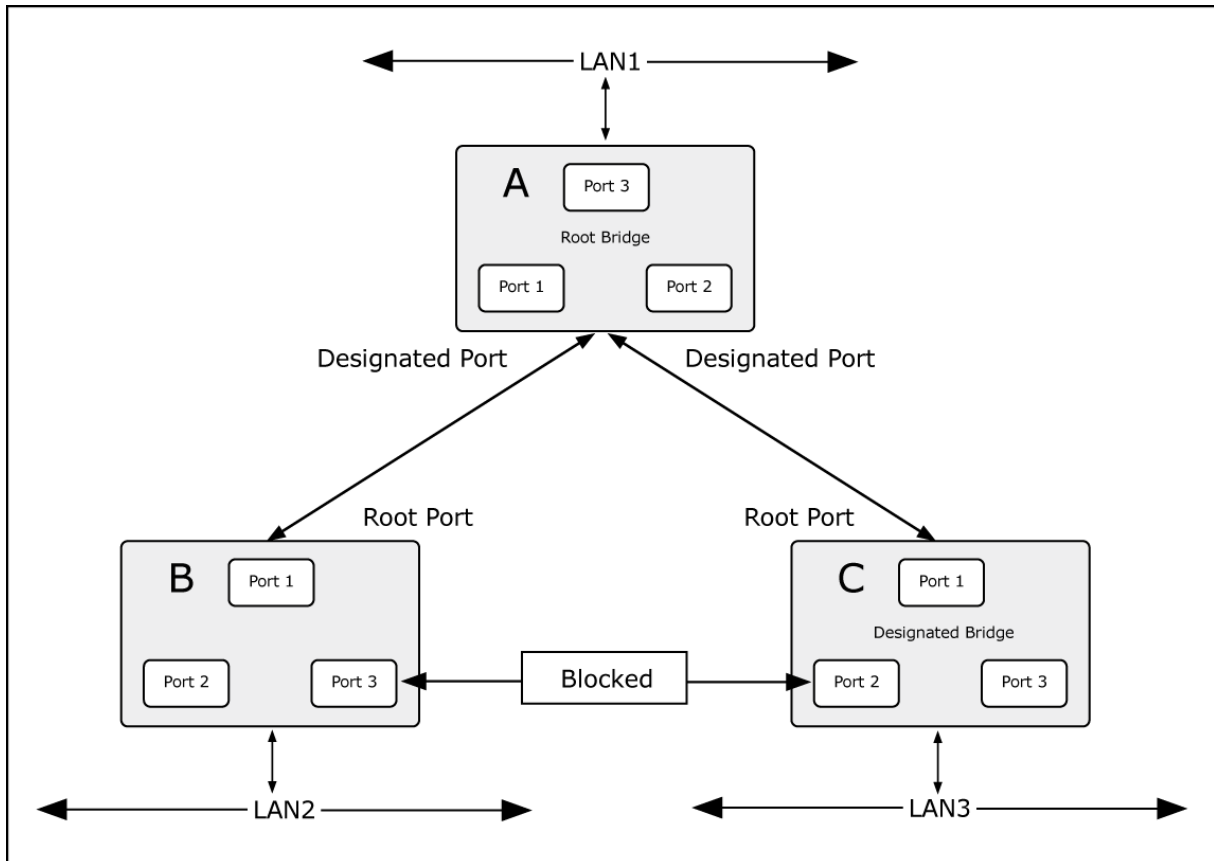 LAN1
A
Port 3
Root Bridge
Port 1
Port 2
Designated Port
Designated Port
Root Port
Root Port
B
Port 1
Port 2
Port 3
Blocked
C
Port 1
Designated Bridge
Port 2
Port 3
LAN2
LAN3